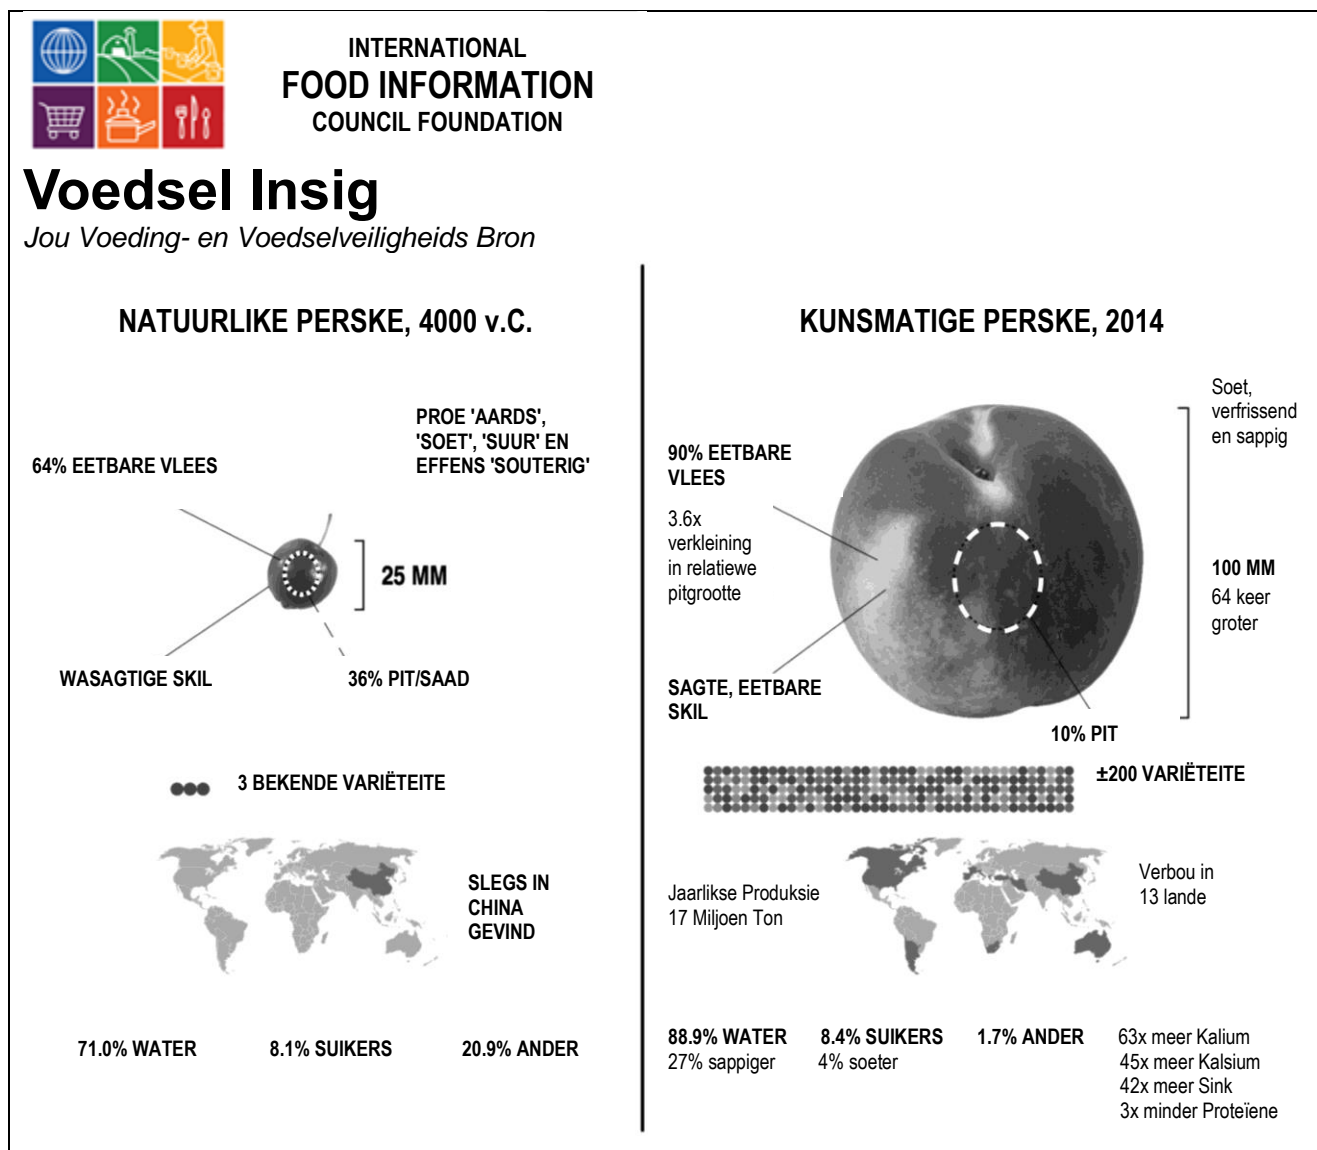 INTERNATIONAL
FOOD INFORMATION
COUNCIL FOUNDATION
Voedsel Insig
Jou Voeding- en Voedselveiligheids Bron
NATUURLIKE PERSKE, 4000 v.C.
PROE 'AARDS',
'SOET', 'SUUR' EN
EFFENS 'SOUTERIG'
64% EETBARE VLEES
25 MM
WASAGTIGE SKIL
36% PIT/SAAD
3 BEKENDE VARIËTEITE
SLEGS IN
CHINA
GEVIND
71.0% WATER
8.1% SUIKERS
20.9% ANDER
KUNSMATIGE PERSKE, 2014
Soet,
verfrissend
en sappig
90% EETBARE
VLEES
3.6x
verkleining
in relatiewe
pitgrootte
100 MM
64 keer
groter
SAGTE, EETBARE
SKIL
10% PIT
±200 VARIËTEITE
Jaarlikse Produksie
17 Miljoen Ton
Verbou in
13 lande
88.9% WATER
27% sappiger
8.4% SUIKERS
4% soeter
1.7% ANDER
63x meer Kalium
45x meer Kalsium
42x meer Sink
3x minder Proteïene